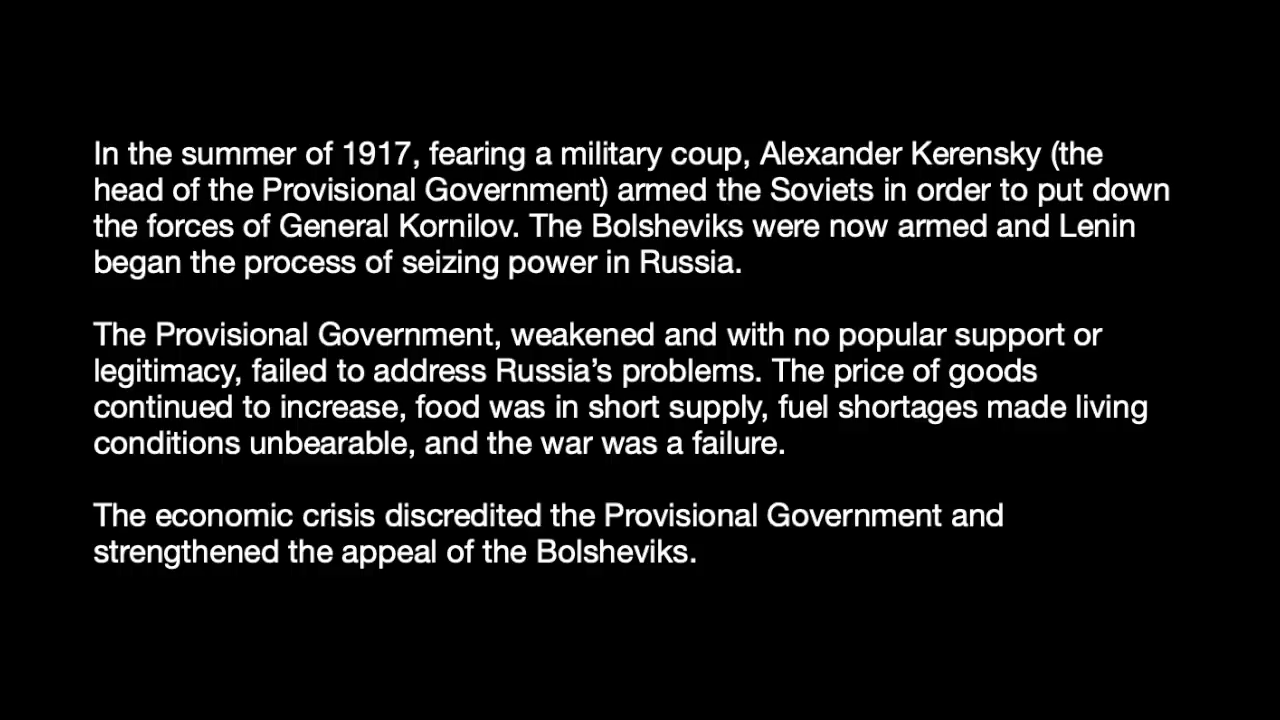 In the summer of 1917, fearing a military coup, Alexander Kerensky (the
head of the Provisional Government) armed the Soviets in order to put down
the forces of General Kornilov. The Bolsheviks were now armed and Lenin
began the process of seizing power in Russia.
The Provisional Government, weakened and with no popular support or
legitimacy, failed to address Russia’s problems. The price of goods
continued to increase, food was in short supply, fuel shortages made living
conditions unbearable, and the war was a failure.
The economic crisis discredited the Provisional Government and
strengthened the appeal of the Bolsheviks.